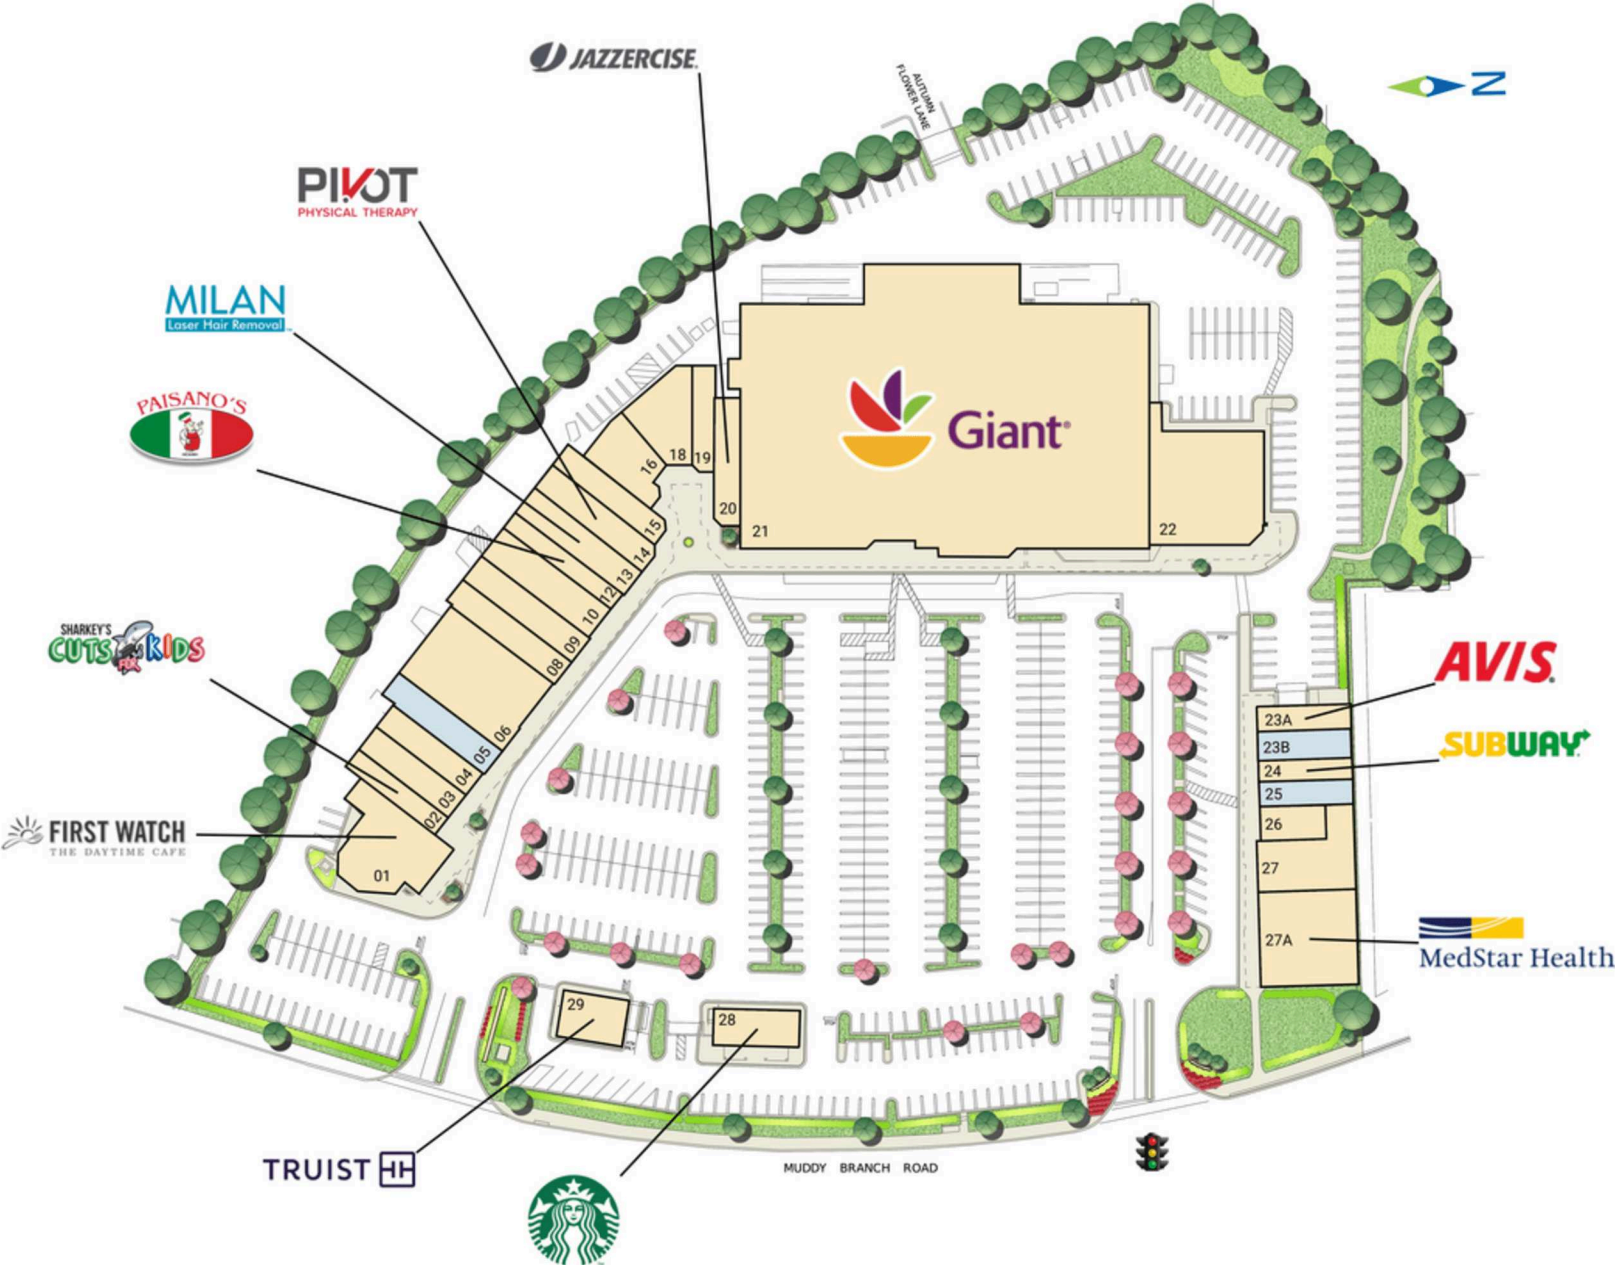 JAZZERCISE
AUTUMN
FLOWER LANE
N
PIVOT
PHYSICAL THERAPY
MILAN
Laser Hair Removal
PAISANO'S
Giant
18
19
16
20
21
22
15
14
13
12
10
09
08
06
05
04
03
02
01
SHARKEY'S
CUTS FOR KIDS
FIRST WATCH
THE DAYTIME CAFE
AVIS
23A
23B
SUBWAY
24
25
26
27
27A
MedStar Health
29
28
TRUIST
MUDDY BRANCH ROAD